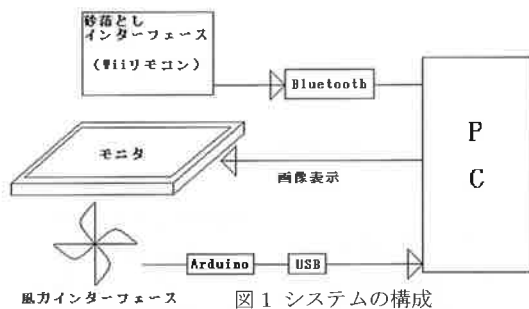 砂落とし
インターフェース
(Wiiリモコン)
Bluetooth
P
C
モニタ
画像表示
Arduino
USB
風力インターフェース
図1 システムの構成